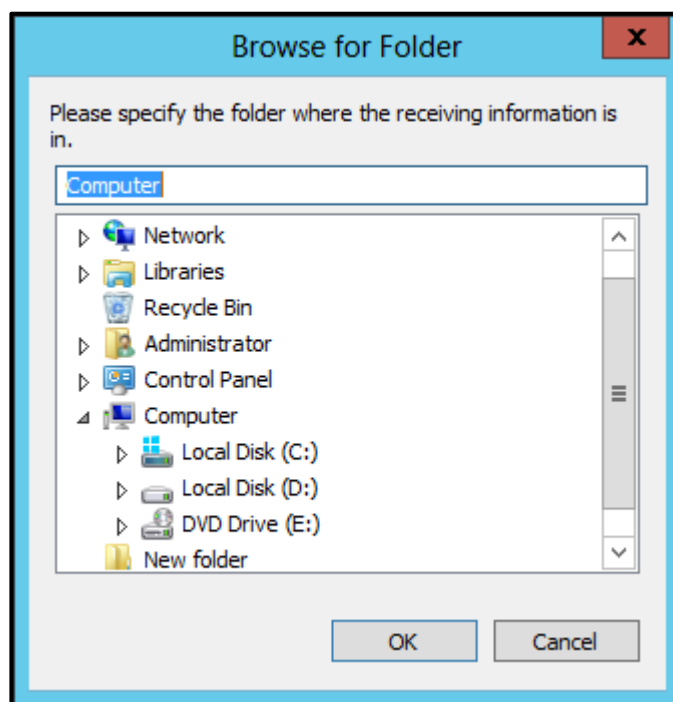 Browse for Folder
x
Please specify the folder where the receiving information is
in.
Computer
Network
Libraries
Recycle Bin
Administrator
Control Panel
Computer
Local Disk (C:)
Local Disk (D:)
DVD Drive (E:)
New folder
OK Cancel